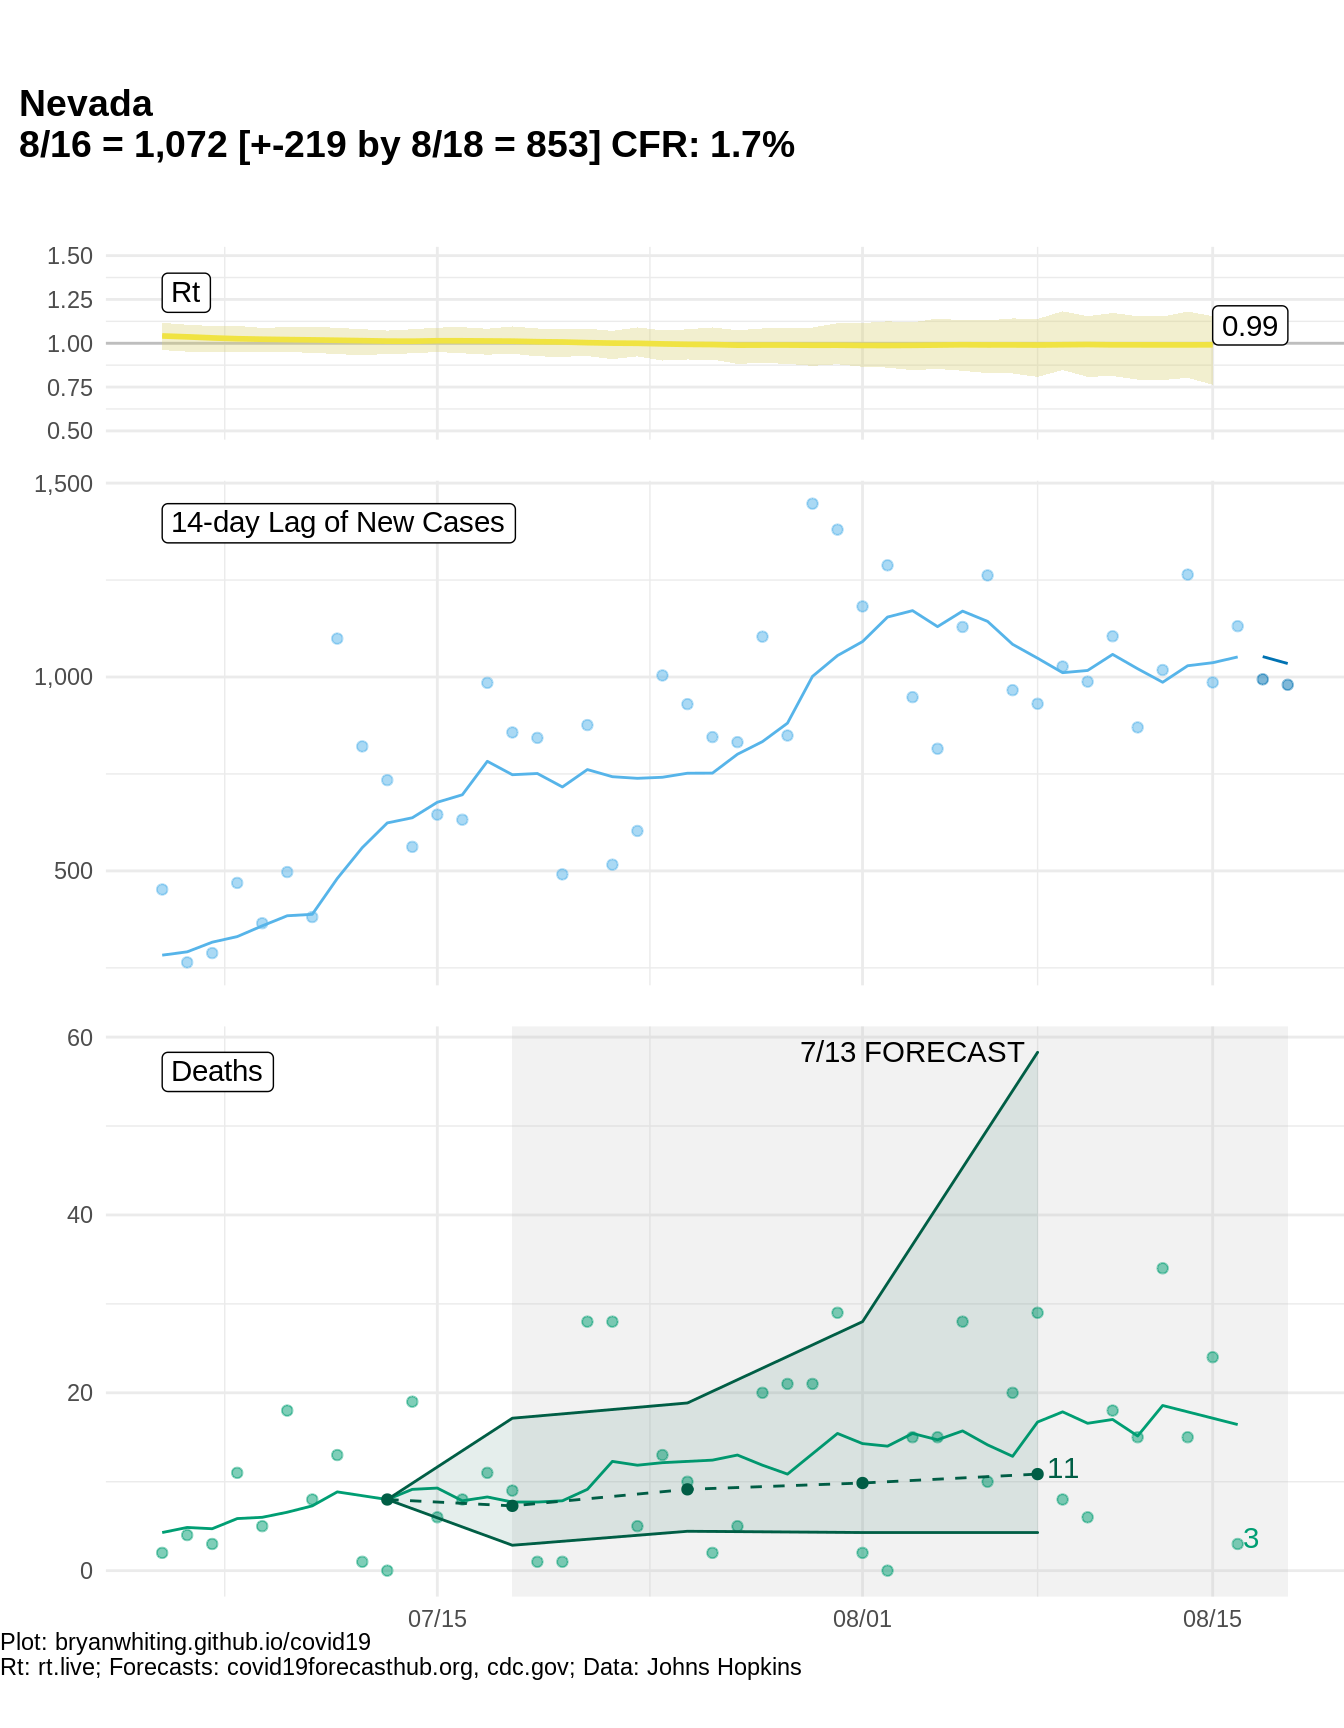 Nevada
8/16 = 1,072 [+-219 by 8/18 = 853] CFR: 1.7%
1.50
1.25
1.00
0.75
0.50
Rt
0.99
1,500
1,000
500
14-day Lag of New Cases
60
40
20
0
Deaths
7/13 FORECAST
11
3
07/15
08/01
08/15
Plot: bryanwhiting.github.io/covid19
Rt: rt.live; Forecasts: covid19forecasthub.org, cdc.gov; Data: Johns Hopkins